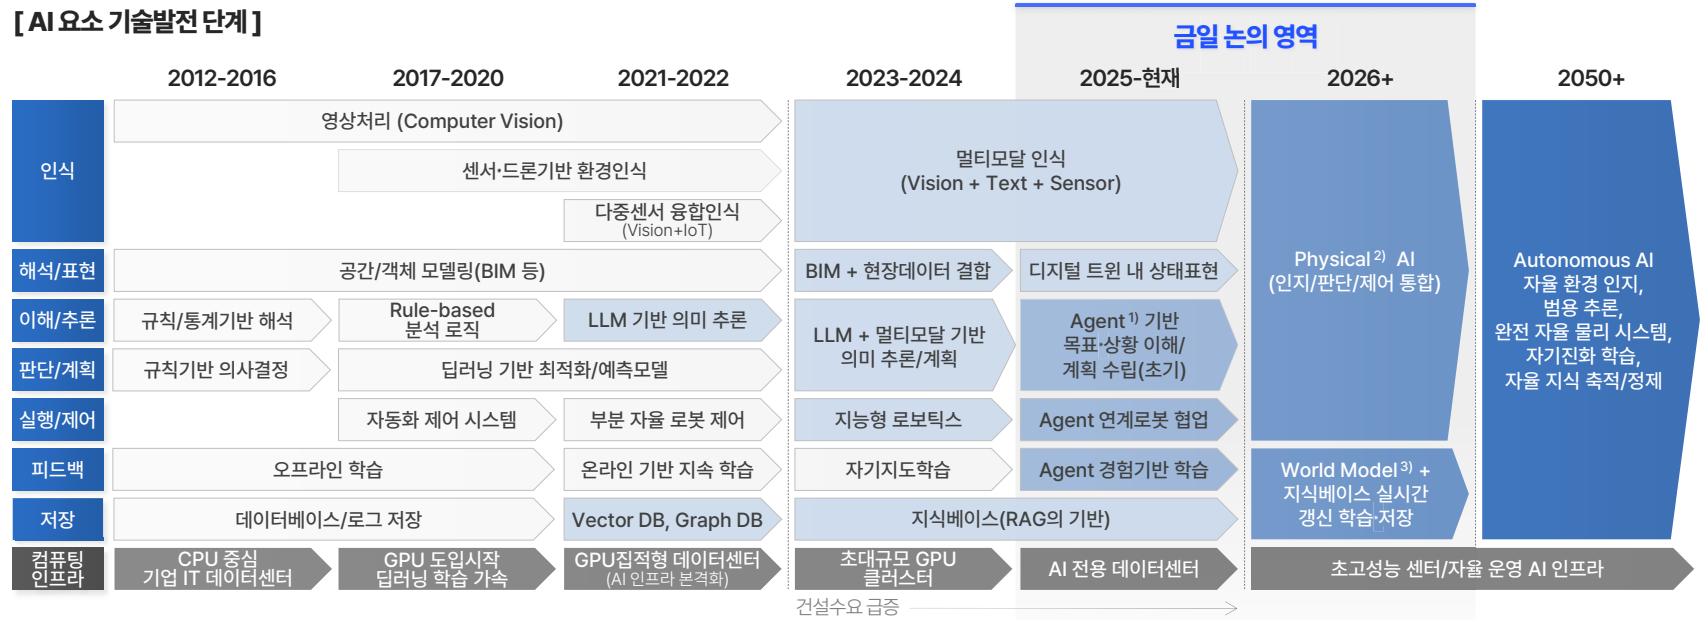 [ AI 요소 기술발전 단계 ]
금일 논의 영역
2012-2016
2017-2020
2021-2022
2023-2024
2025-현재
2026+
2050+
인식
영상처리 (Computer Vision)
센서·드론기반 환경인식
다중센서 융합인식
(Vision+IoT)
멀티모달 인식
(Vision + Text + Sensor)
해석/표현
공간/객체 모델링(BIM 등)
BIM + 현장데이터 결합
디지털 트윈 내 상태표현
이해/추론
규칙/통계기반 해석
Rule-based
분석 로직
LLM 기반 의미 추론
LLM + 멀티모달 기반
의미 추론/계획
Agent1) 기반
목표·상황 이해/
계획 수립(초기)
판단/계획
규칙기반 의사결정
딥러닝 기반 최적화/예측모델
실행/제어
자동화 제어 시스템
부분 자율 로봇 제어
지능형 로보틱스
Agent 연계로봇 협업
Physical2) AI
(인지/판단/제어 통합)
피드백
오프라인 학습
온라인 기반 지속 학습
자기지도학습
Agent 경험기반 학습
World Model3) +
지식베이스 실시간
갱신 학습·저장
저장
데이터베이스/로그 저장
Vector DB, Graph DB
지식베이스(RAG의 기반)
Autonomous AI
자율 환경 인지,
범용 추론,
완전 자율 물리 시스템,
자기진화 학습,
자율 지식 축적/정제
컴퓨팅
인프라
CPU 중심
기업 IT 데이터센터
GPU 도입시작
딥러닝 학습 가속
GPU집적형 데이터센터
(AI 인프라 본격화)
초대규모 GPU
클러스터
AI 전용 데이터센터
초고성능 센터/자율 운영 AI 인프라
건설수요 급증